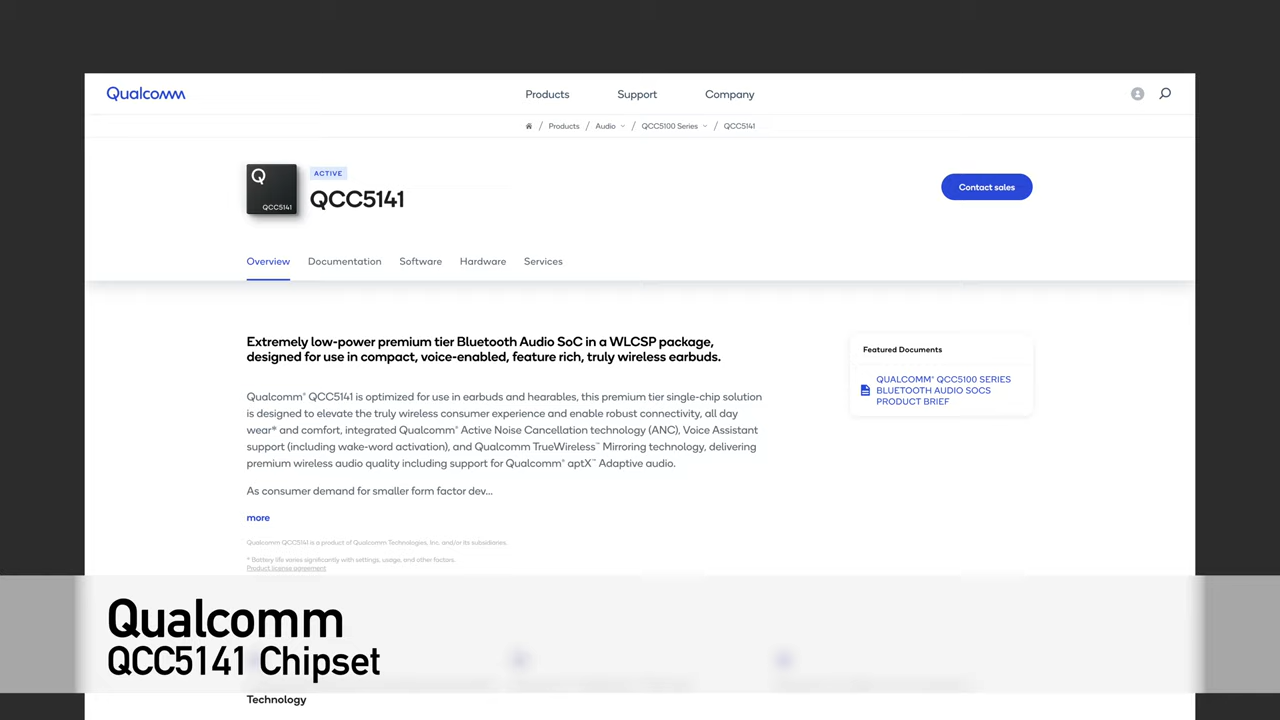 Qualcomm
Products
Support
Company
/ Products / Audio / QCC5100 Series / QCC5141
Q
QCC5141
ACTIVE
QCC5141
Contact sales
Overview
Documentation
Software
Hardware
Services
Extremely low-power premium tier Bluetooth Audio SoC in a WLCSP package,
designed for use in compact, voice-enabled, feature rich, truly wireless earbuds.
Qualcomm® QCC5141 is optimized for use in earbuds and hearables, this premium tier single-chip solution
is designed to elevate the truly wireless consumer experience and enable robust connectivity, all day
wear* and comfort, integrated Qualcomm® Active Noise Cancellation technology (ANC), Voice Assistant
support (including wake-word activation), and Qualcomm TrueWireless™ Mirroring technology, delivering
premium wireless audio quality including support for Qualcomm® aptX™ Adaptive audio.
As consumer demand for smaller form factor dev...
more
Qualcomm QCC5141 is a product of Qualcomm Technologies, Inc. and/or its subsidiaries.
* Battery life varies significantly with settings, usage, and other factors.
Product license agreement
Featured Documents
QUALCOMM® QCC5100 SERIES
BLUETOOTH AUDIO SOCS
PRODUCT BRIEF
Qualcomm
QCC5141 Chipset
Technology